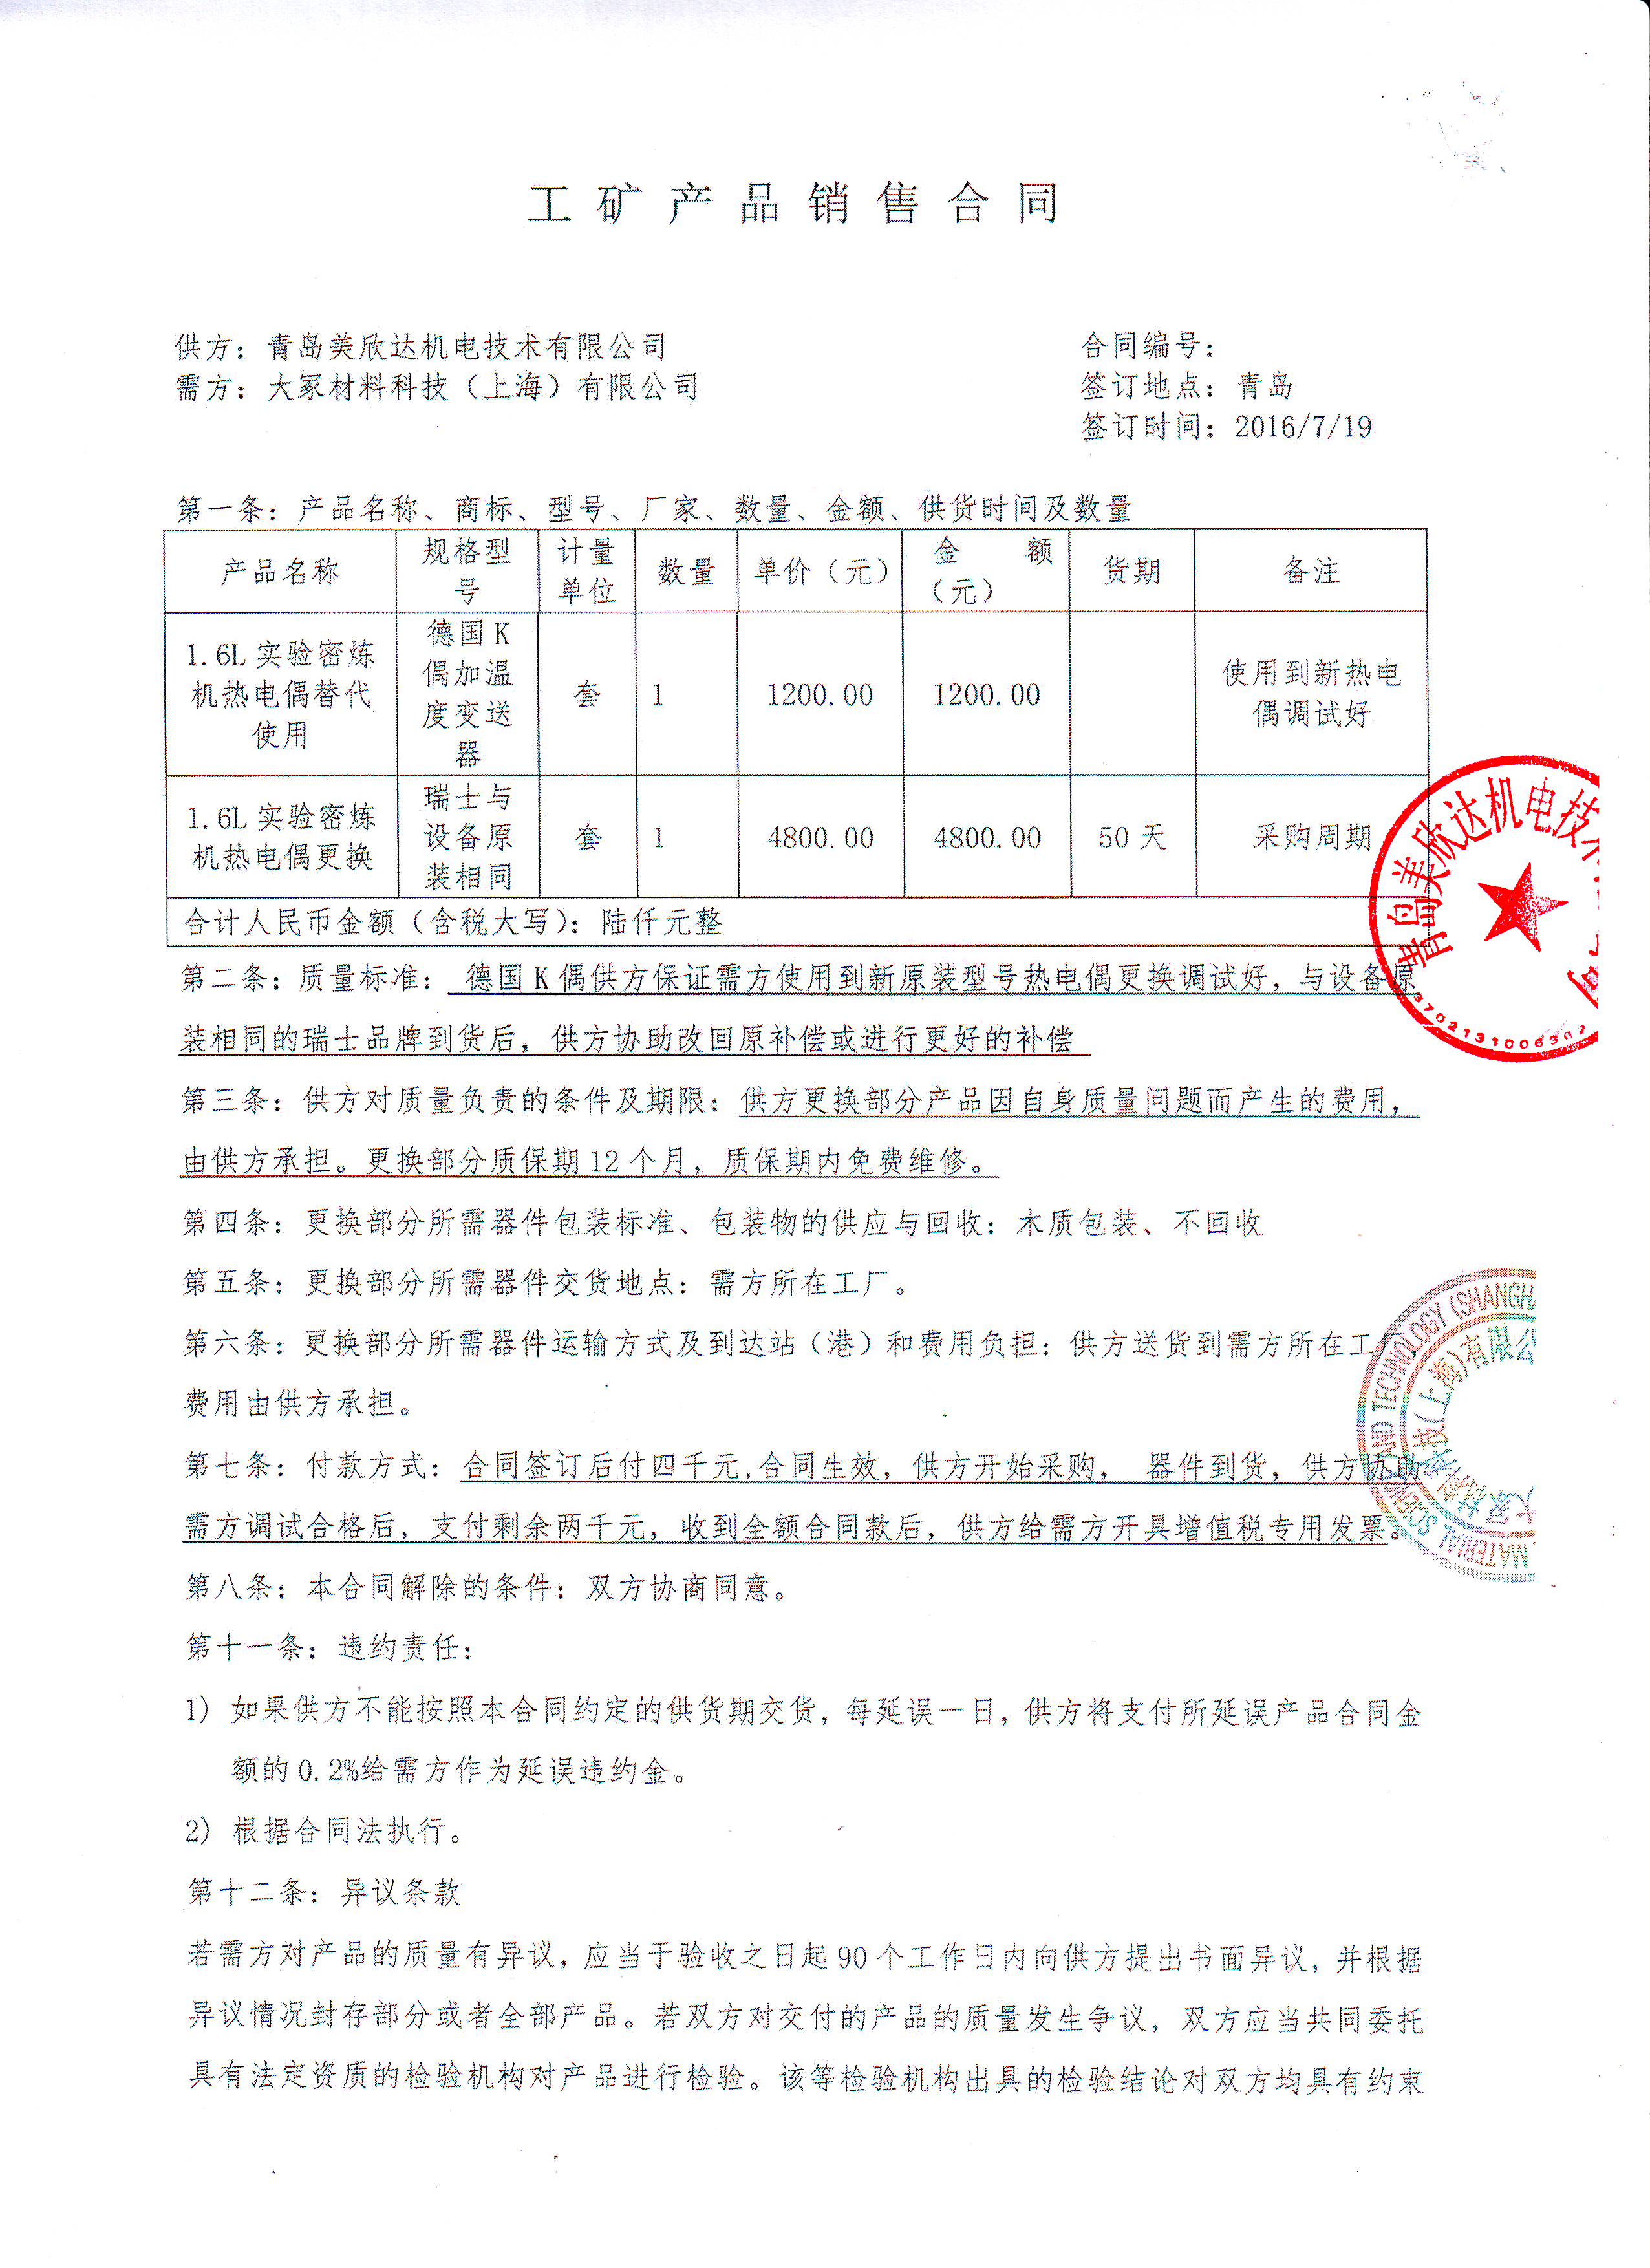 工矿产品销售合同
供方：青岛美欣达机电技术有限公司
合同编号：
需方：大冢材料科技（上海）有限公司
签订地点：青岛
签订时间：2016/7/19
第一条：产品名称、商标、型号、厂家、数量、金额、供货时间及数量
产品名称 规格型号 计量单位 数量 单价（元） 金额（元） 货期 备注
1.6L实验密炼机热电偶替代使用 德国K偶加温度变送器 套 1 1200.00 1200.00 使用到新热电偶调试好
1.6L实验密炼机热电偶更换 瑞士与设备原装相同 套 1 4800.00 4800.00 50天 采购周期
合计人民币金额（含税大写）：陆仟元整
第二条：质量标准： 德国K偶供方保证需方使用到新原装型号热电偶更换调试好，与设备原
装相同的瑞士品牌到货后，供方协助改回原补偿或进行更好的补偿
第三条：供方对质量负责的条件及期限：供方更换部分产品因自身质量问题而产生的费用，
由供方承担。更换部分质保期12个月，质保期内免费维修。
第四条：更换部分所需器件包装标准、包装物的供应与回收：木质包装、不回收
第五条：更换部分所需器件交货地点：需方所在工厂。
第六条：更换部分所需器件运输方式及到达站（港）和费用负担：供方送货到需方所在工厂，
费用由供方承担。
第七条：付款方式：合同签订后付四千元,合同生效，供方开始采购， 器件到货，供方协助
需方调试合格后，支付剩余两千元，收到全额合同款后，供方给需方开具增值税专用发票。
第八条：本合同解除的条件：双方协商同意。
第十一条：违约责任：
1) 如果供方不能按照本合同约定的供货期交货，每延误一日，供方将支付所延误产品合同金
额的0.2%给需方作为延误违约金。
2) 根据合同法执行。
第十二条：异议条款
若需方对产品的质量有异议，应当于验收之日起90个工作日内向供方提出书面异议，并根据
异议情况封存部分或者全部产品。若双方对交付的产品的质量发生争议，双方应当共同委托
具有法定资质的检验机构对产品进行检验。该等检验机构出具的检验结论对双方均具有约束
青岛美欣达机电技术
司
3702131006307
MATERIAL SCIENCE AND TECHNOLOGY (SHANGHA
大冢材料科技(上海)有限公